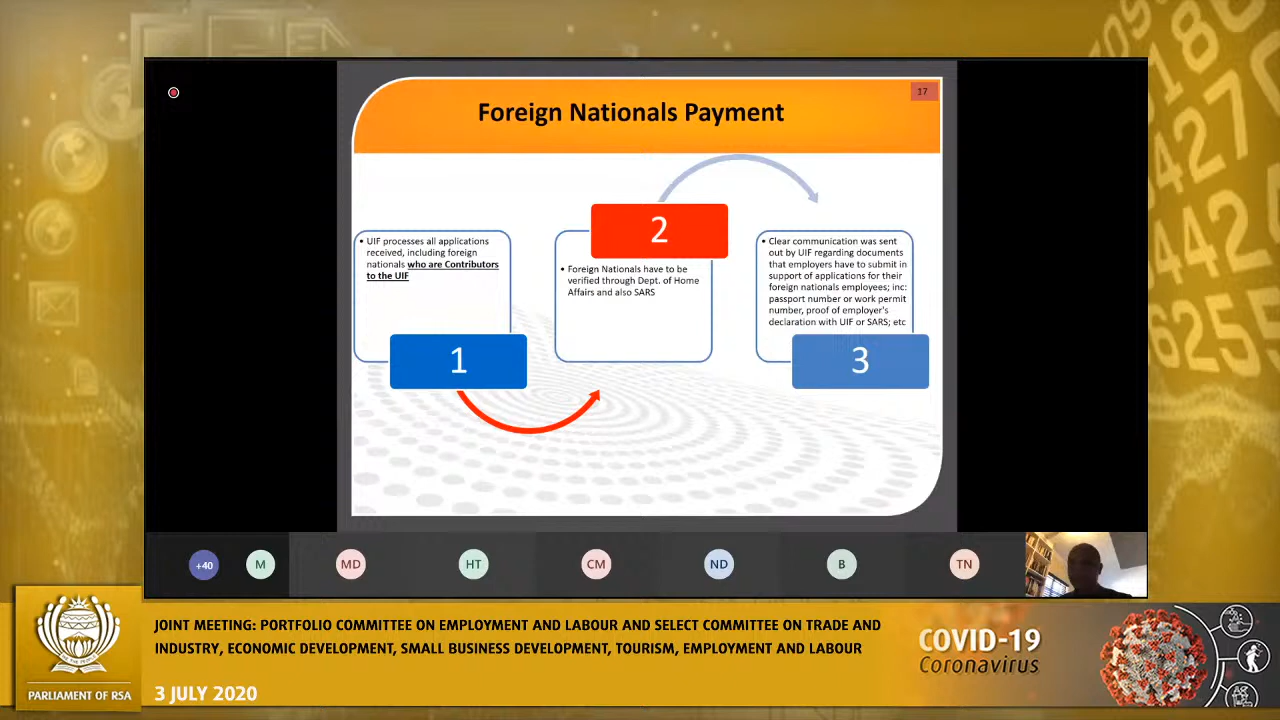 Foreign Nationals Payment
17
• UIF processes all applications
received, including foreign
nationals who are Contributors
to the UIF
1
2
• Foreign Nationals have to be
verified through Dept. of Home
Affairs and also SARS
• Clear communication was sent
out by UIF regarding documents
that employers have to submit in
support of applications for their
foreign nationals employees; inc:
passport number or work permit
number, proof of employer's
declaration with UIF or SARS; etc
3
+40
M
MD
HT
CM
ND
B
TN
PARLIAMENT OF RSA
JOINT MEETING: PORTFOLIO COMMITTEE ON EMPLOYMENT AND LABOUR AND SELECT COMMITTEE ON TRADE AND
INDUSTRY, ECONOMIC DEVELOPMENT, SMALL BUSINESS DEVELOPMENT, TOURISM, EMPLOYMENT AND LABOUR
3 JULY 2020
COVID-19
Coronavirus